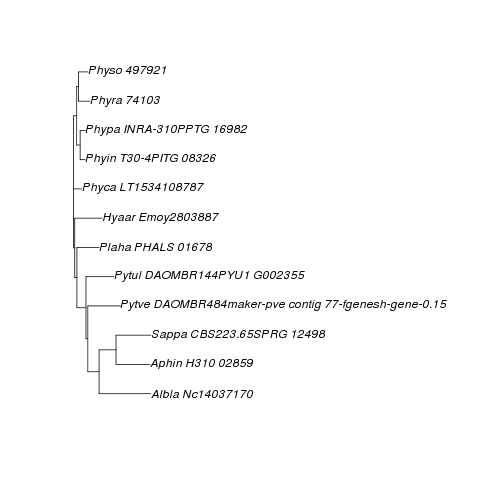 Physo 497921
Phyra 74103
Phypa INRA-310PPTG 16982
Phyin T30-4PITG 08326
Phyca LT1534108787
Hyaar Emoy2803887
Plaha PHALS 01678
Pytul DAOMBR144PYU1 G002355
Pytve DAOMBR484maker-pve contig 77-fgenesh-gene-0.15
Sappa CBS223.65SPRG 12498
Aphin H310 02859
Albla Nc14037170